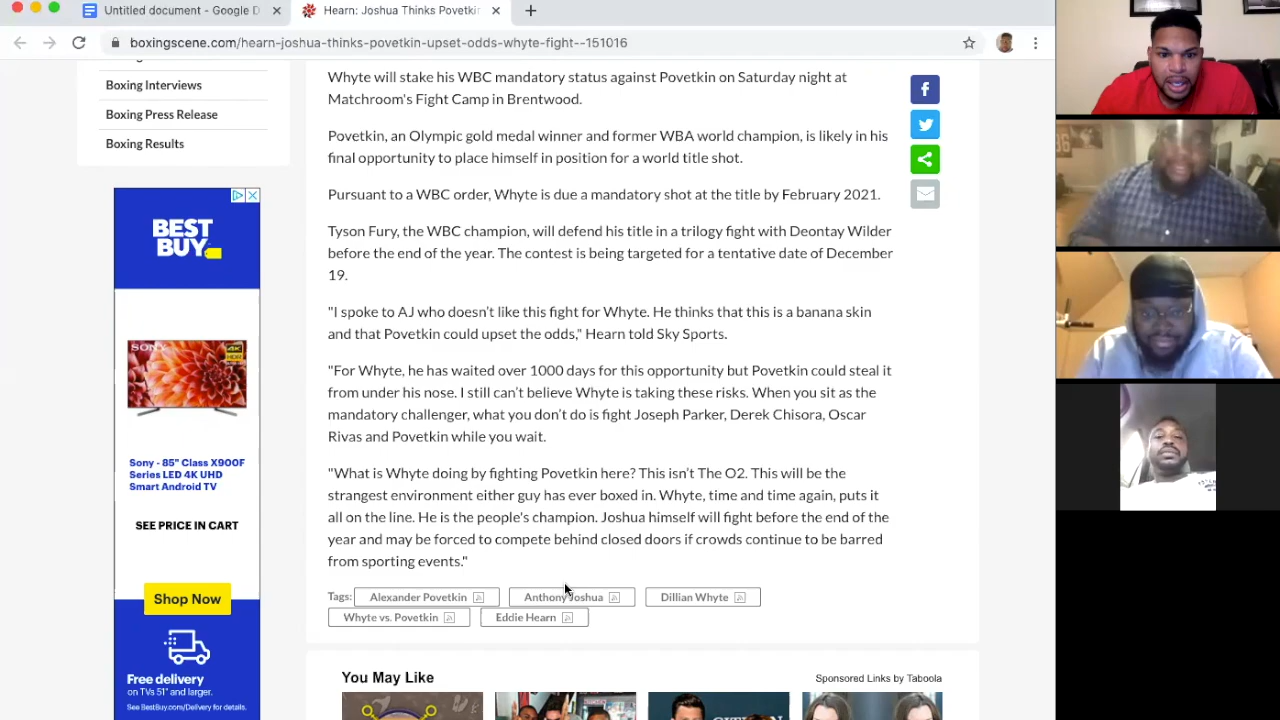 Untitled document - Google D
Hearn: Joshua Thinks Povetkin
boxingscene.com/hearn-joshua-thinks-povetkin-upset-odds-whyte-fight--151016
Boxing Interviews
Boxing Press Release
Boxing Results
BEST
BUY
SONY
4K
HDR
Sony - 85" Class X900F
Series LED 4K UHD
Smart Android TV
SEE PRICE IN CART
Shop Now
Free delivery
on TVs 51" and larger.
See BestBuy.com/Delivery for details.
Whyte will stake his WBC mandatory status against Povetkin on Saturday night at
Matchroom's Fight Camp in Brentwood.
Povetkin, an Olympic gold medal winner and former WBA world champion, is likely in his
final opportunity to place himself in position for a world title shot.
Pursuant to a WBC order, Whyte is due a mandatory shot at the title by February 2021.
Tyson Fury, the WBC champion, will defend his title in a trilogy fight with Deontay Wilder
before the end of the year. The contest is being targeted for a tentative date of December
19.
"I spoke to AJ who doesn’t like this fight for Whyte. He thinks that this is a banana skin
and that Povetkin could upset the odds," Hearn told Sky Sports.
"For Whyte, he has waited over 1000 days for this opportunity but Povetkin could steal it
from under his nose. I still can’t believe Whyte is taking these risks. When you sit as the
mandatory challenger, what you don’t do is fight Joseph Parker, Derek Chisora, Oscar
Rivas and Povetkin while you wait.
"What is Whyte doing by fighting Povetkin here? This isn’t The O2. This will be the
strangest environment either guy has ever boxed in. Whyte, time and time again, puts it
all on the line. He is the people's champion. Joshua himself will fight before the end of the
year and may be forced to compete behind closed doors if crowds continue to be barred
from sporting events."
Tags: Alexander Povetkin Anthony Joshua Dillian Whyte
Whyte vs. Povetkin Eddie Hearn
You May Like
Sponsored Links by Taboola